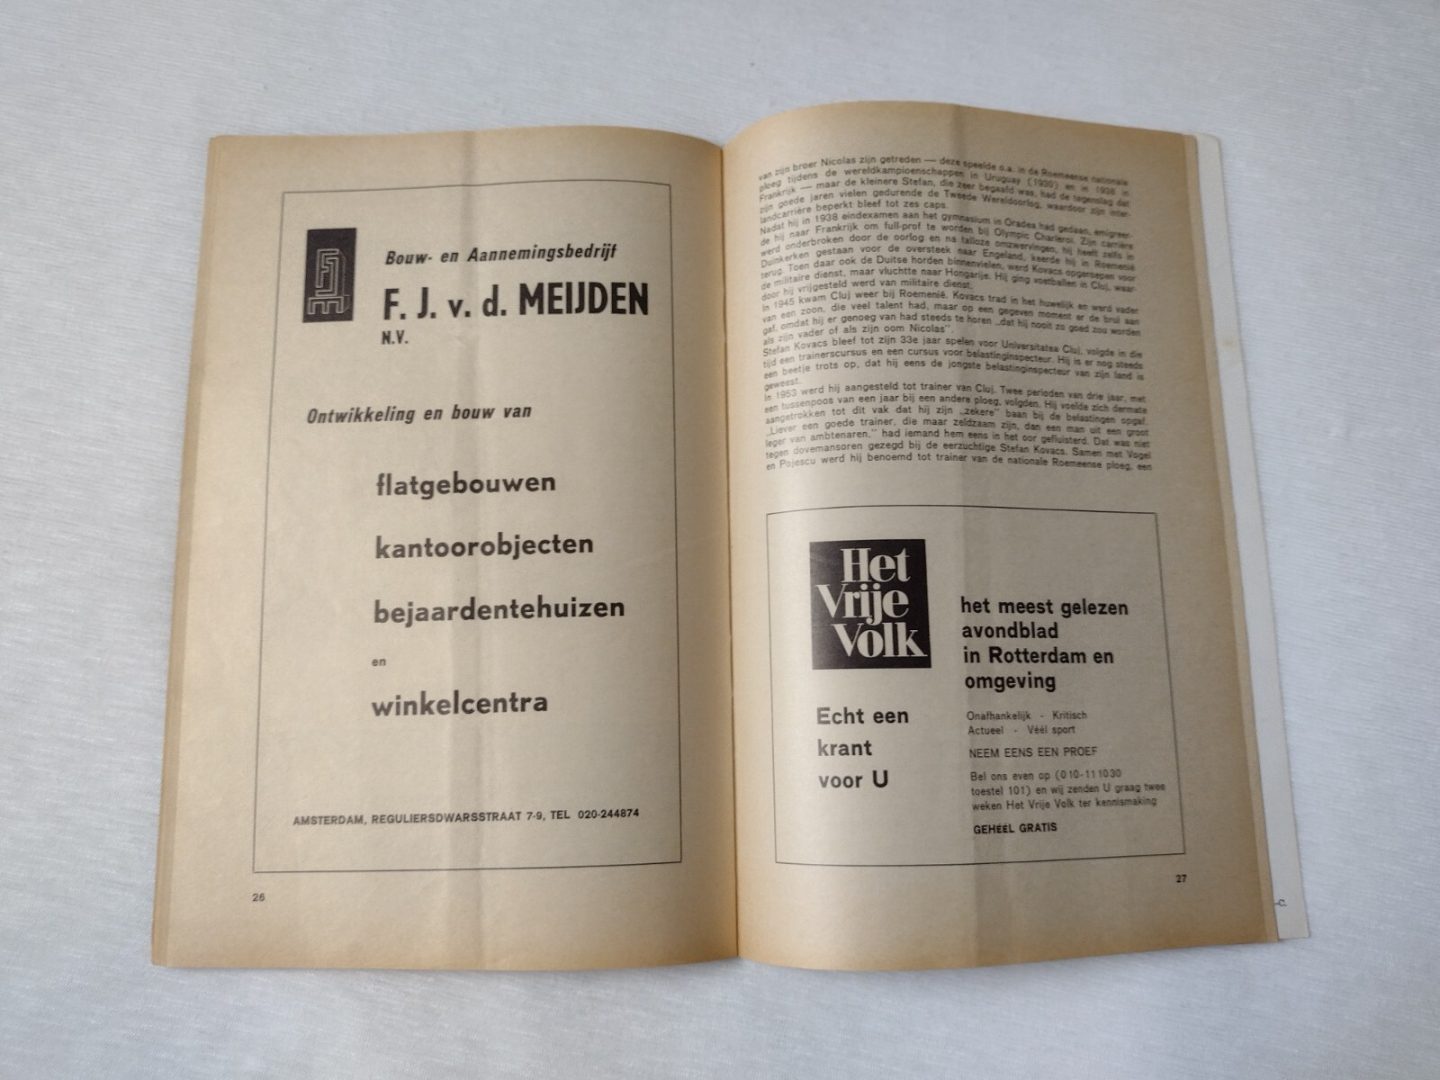 Bouw- en Aannemingsbedrijf
F. J. v. d. MEIJDEN
N.V.
Ontwikkeling en bouw van
flatgebouwen
kantoorobjecten
bejaardentehuizen
en
winkelcentra
AMSTERDAM, REGULIERSDWARSSTRAAT 7-9, TEL 020-244874
26
van zijn broer Nicolas zijn getreden — deze speelde o.a. in de Roemeense nationale
ploeg tijdens de wereldkampioenschappen in Uruguay (1930) en in 1938 in
Frankrijk — maar de kleinere Stefan, die zeer begaafd was, had de tegenslag dat
zijn goede jaren vielen gedurende de Tweede Wereldoorlog, waardoor zijn inter-
landcarrière beperkt bleef tot zes caps.
Nadat hij in 1938 eindexamen aan het gymnasium in Oradea had gedaan, emigreer-
de hij naar Frankrijk om full-prof te worden bij Olympic Charleroi. Zijn carrière
werd onderbroken door de oorlog en na talloze omzwervingen, hij heeft zelfs in
Duinkerken gestaan voor de oversteek naar Engeland, keerde hij in Roemenië
terug. Toen daar ook de Duitse horden binnenvielen, werd Kovacs opgeroepen voor
de militaire dienst, maar vluchtte naar Hongarije. Hij ging voetballen in Cluj, waar-
door hij vrijgesteld werd van militaire dienst.
In 1945 kwam Cluj weer bij Roemenië. Kovacs trad in het huwelijk en werd vader
van een zoon, die veel talent had, maar op een gegeven moment er de brui aan
gaf, omdat hij er genoeg van had steeds te horen „dat hij nooit zo goed zou worden
als zijn vader of als zijn oom Nicolas”.
Stefan Kovacs bleef tot zijn 33e jaar spelen voor Universitatea Cluj, volgde in die
tijd een trainerscursus en een cursus voor belastinginspecteur. Hij is er nog steeds
een beetje trots op, dat hij eens de jongste belastinginspecteur van zijn land is
geweest.
In 1953 werd hij aangesteld tot trainer van Cluj. Twee perioden van drie jaar, met
een tussenpoos van een jaar bij een andere ploeg, volgden. Hij voelde zich dermate
aangetrokken tot dit vak dat hij zijn „zekere” baan bij de belastingen opgaf.
„Liever een goede trainer, die maar zeldzaam zijn, dan een man uit een groot
leger van ambtenaren,” had iemand hem eens in het oor gefluisterd. Dat was niet
tegen dovemansoren gezegd bij de eerzuchtige Stefan Kovacs. Samen met Vogel
en Pojescu werd hij benoemd tot trainer van de nationale Roemeense ploeg, een
Het
Vrije
Volk
het meest gelezen
avondblad
in Rotterdam en
omgeving
Echt een
krant
voor U
Onafhankelijk - Kritisch
Actueel - Véél sport
NEEM EENS EEN PROEF
Bel ons even op (010-111030
toestel 101) en wij zenden U graag twee
weken Het Vrije Volk ter kennismaking
GEHÉÉL GRATIS
27